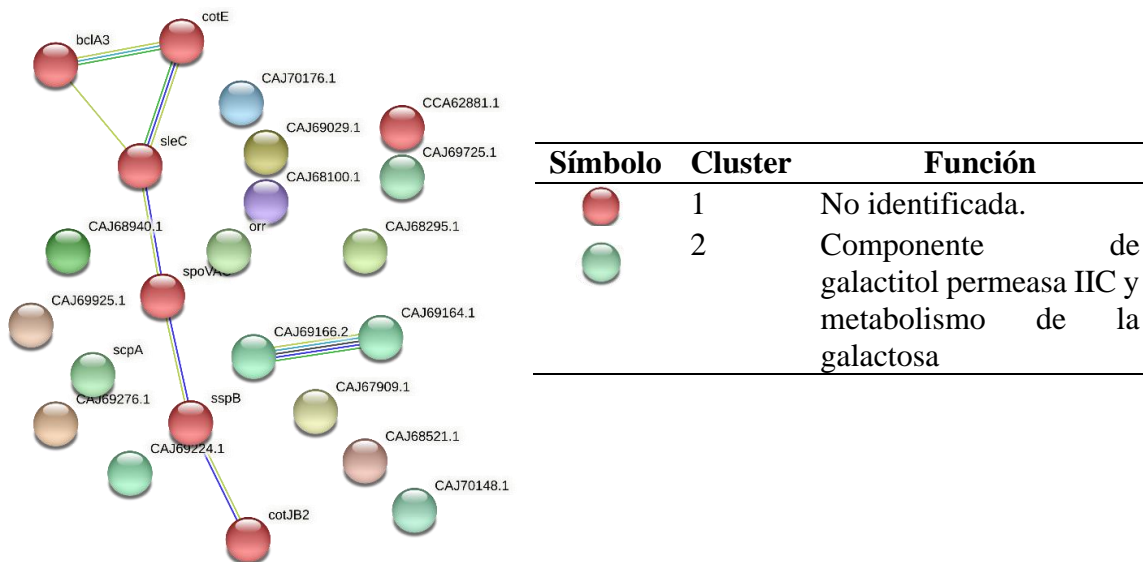 cotE
bclA3
CAJ70176.1
CCA62881.1
CAJ69029.1
sleC
CAJ69725.1
CAJ68100.1
CAJ68940.1
orr
CAJ68295.1
CAJ69925.1
CAJ69166.2
CAJ69164.1
scpA
CAJ67909.1
CAJ69276.1
sspB
CAJ68521.1
CAJ69224.1
CAJ70148.1
cotJB2
Símbolo Cluster Función
1 No identificada.
2 Componente de
galactitol permeasa IIC y
metabolismo de la
galactosa